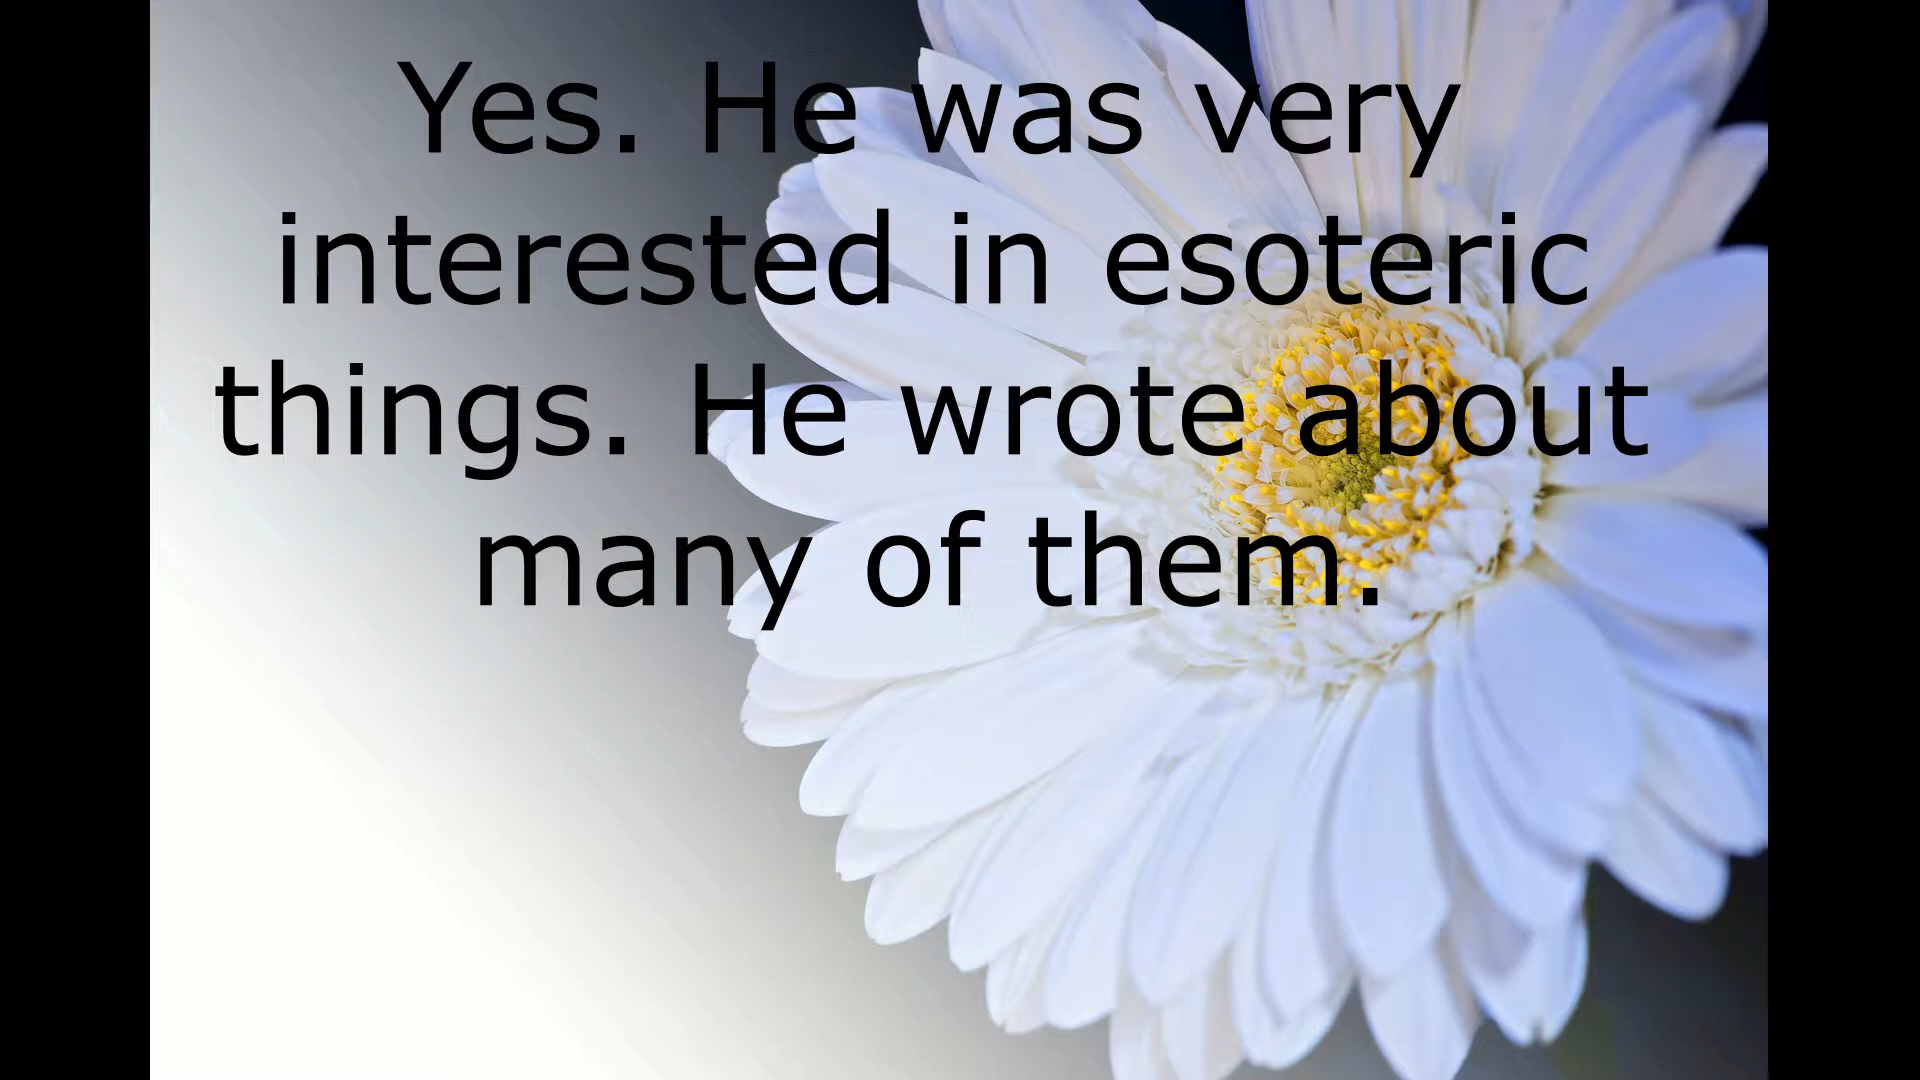 Yes. He was very
interested in esoteric
things. He wrote about
many of them.